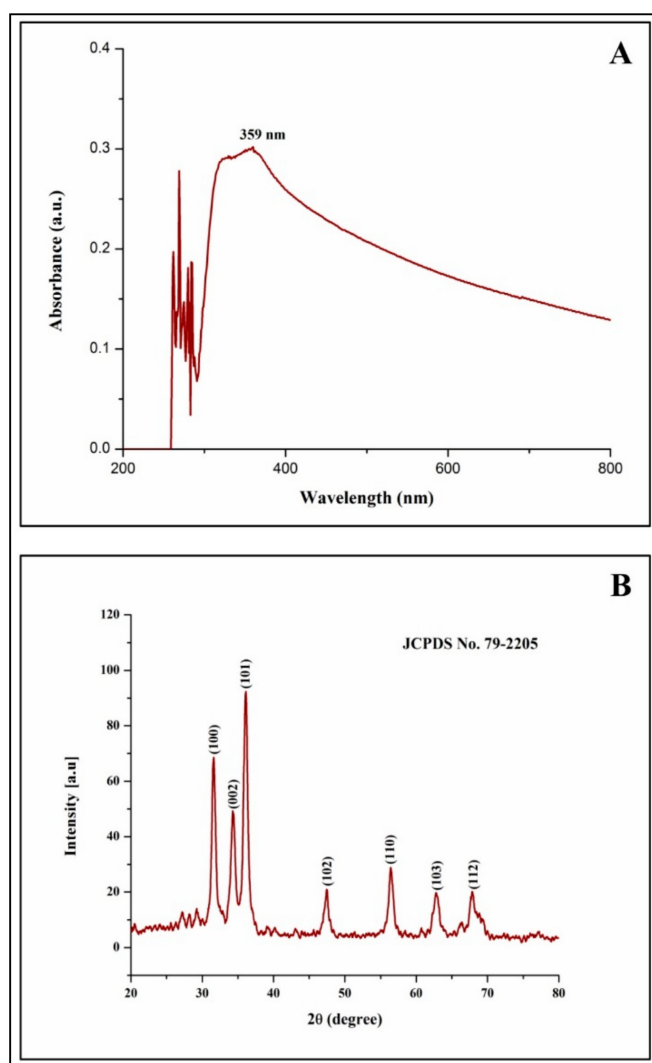 A
0.4
0.3
0.2
0.1
0.0
359 nm
Absorbance (a.u.)
200 400 600 800
Wavelength (nm)
B
120
100
80
60
40
20
0
JCPDS No. 79-2205
(100)
(002)
(101)
(102)
(110)
(103)
(112)
Intensity [a.u]
20 30 40 50 60 70 80
2θ (degree)